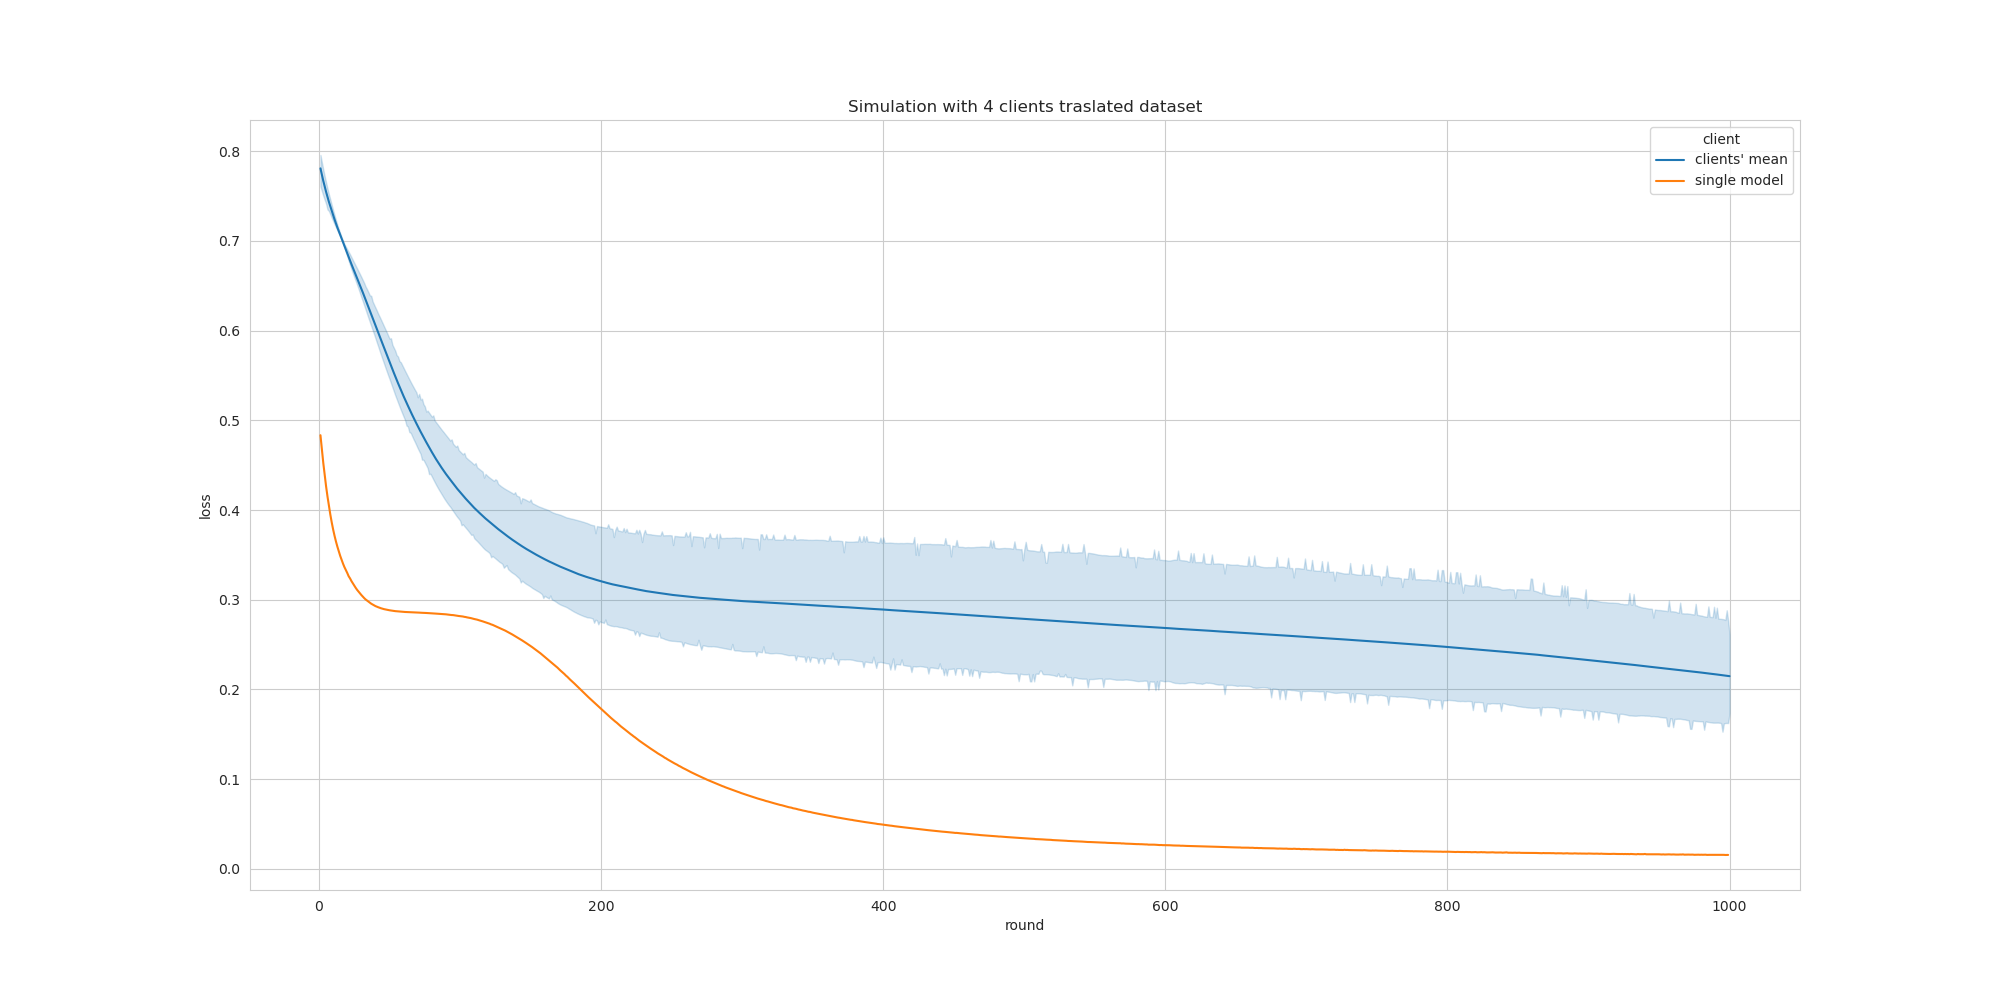 Simulation with 4 clients traslated dataset
client
clients' mean
single model
loss
0.8
0.7
0.6
0.5
0.4
0.3
0.2
0.1
0.0
0 200 400 600 800 1000
round